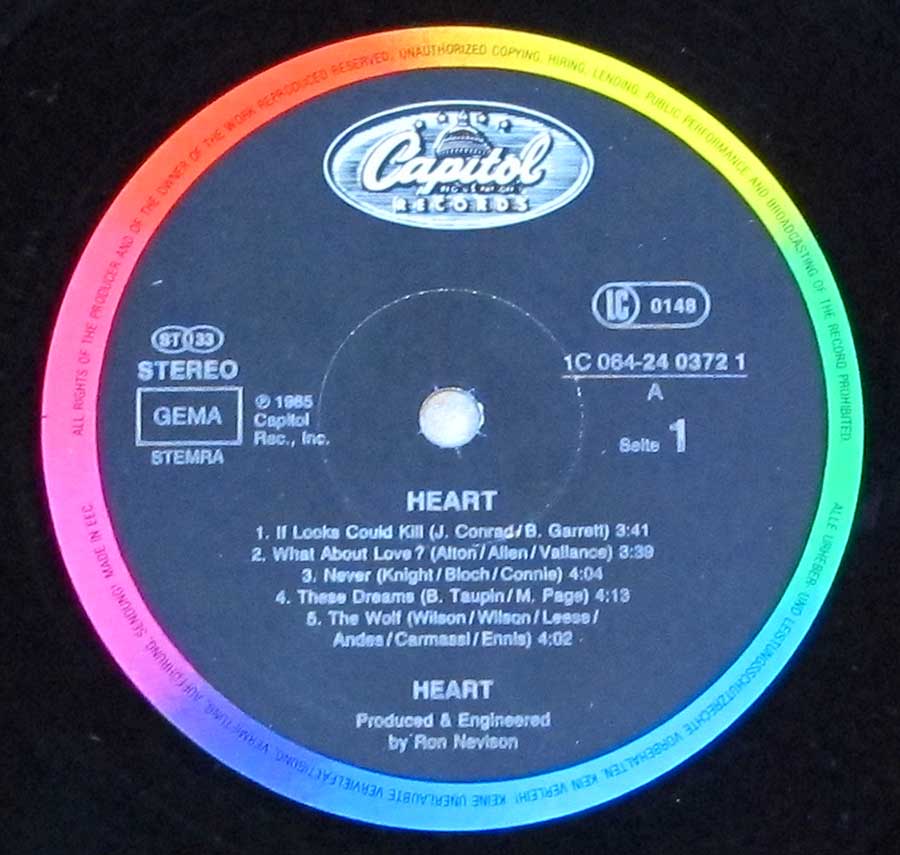 ALL RIGHTS OF THE PRODUCER AND OF THE OWNER OF THE WORK REPRODUCED RESERVED. UNAUTHORIZED COPYING, HIRING, LENDING, PUBLIC PERFORMANCE AND BROADCASTING OF THE RECORD PROHIBITED.
Capitol
RECORDS
LC 0148
ST 33
STEREO
1C 064-24 0372 1
A
GEMA
STEMRA
℗ 1985
Capitol
Rec., Inc.
Seite 1
HEART
1. If Looks Could Kill (J. Conrad/B. Garrett) 3:41
2. What About Love? (Alton/Allen/Vallance) 3:39
3. Never (Knight/Bloch/Connie) 4:04
4. These Dreams (B. Taupin/M. Page) 4:13
5. The Wolf (Wilson/Wilson/Leese/
Andes/Carmassi/Ennis) 4:02
HEART
Produced & Engineered
by Ron Nevison
ALLE URHEBER- UND LEISTUNGSSCHUTZRECHTE VORBEHALTEN. KEIN VERLEIH! KEINE UNERLAUBTE VERVIELFÄLTIGUNG, VERMIETUNG, AUFFÜHRUNG, SENDUNG! MADE IN EEC